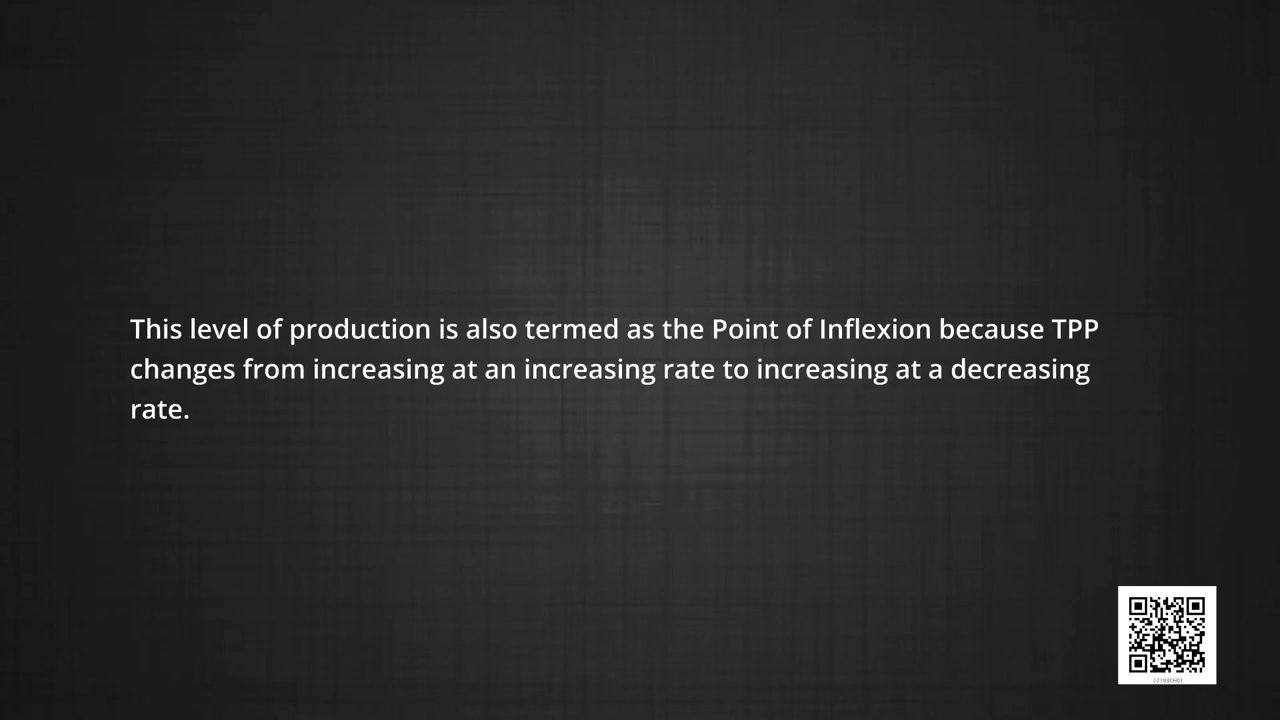 This level of production is also termed as the Point of Inflexion because TPP
changes from increasing at an increasing rate to increasing at a decreasing
rate.
12103CH01